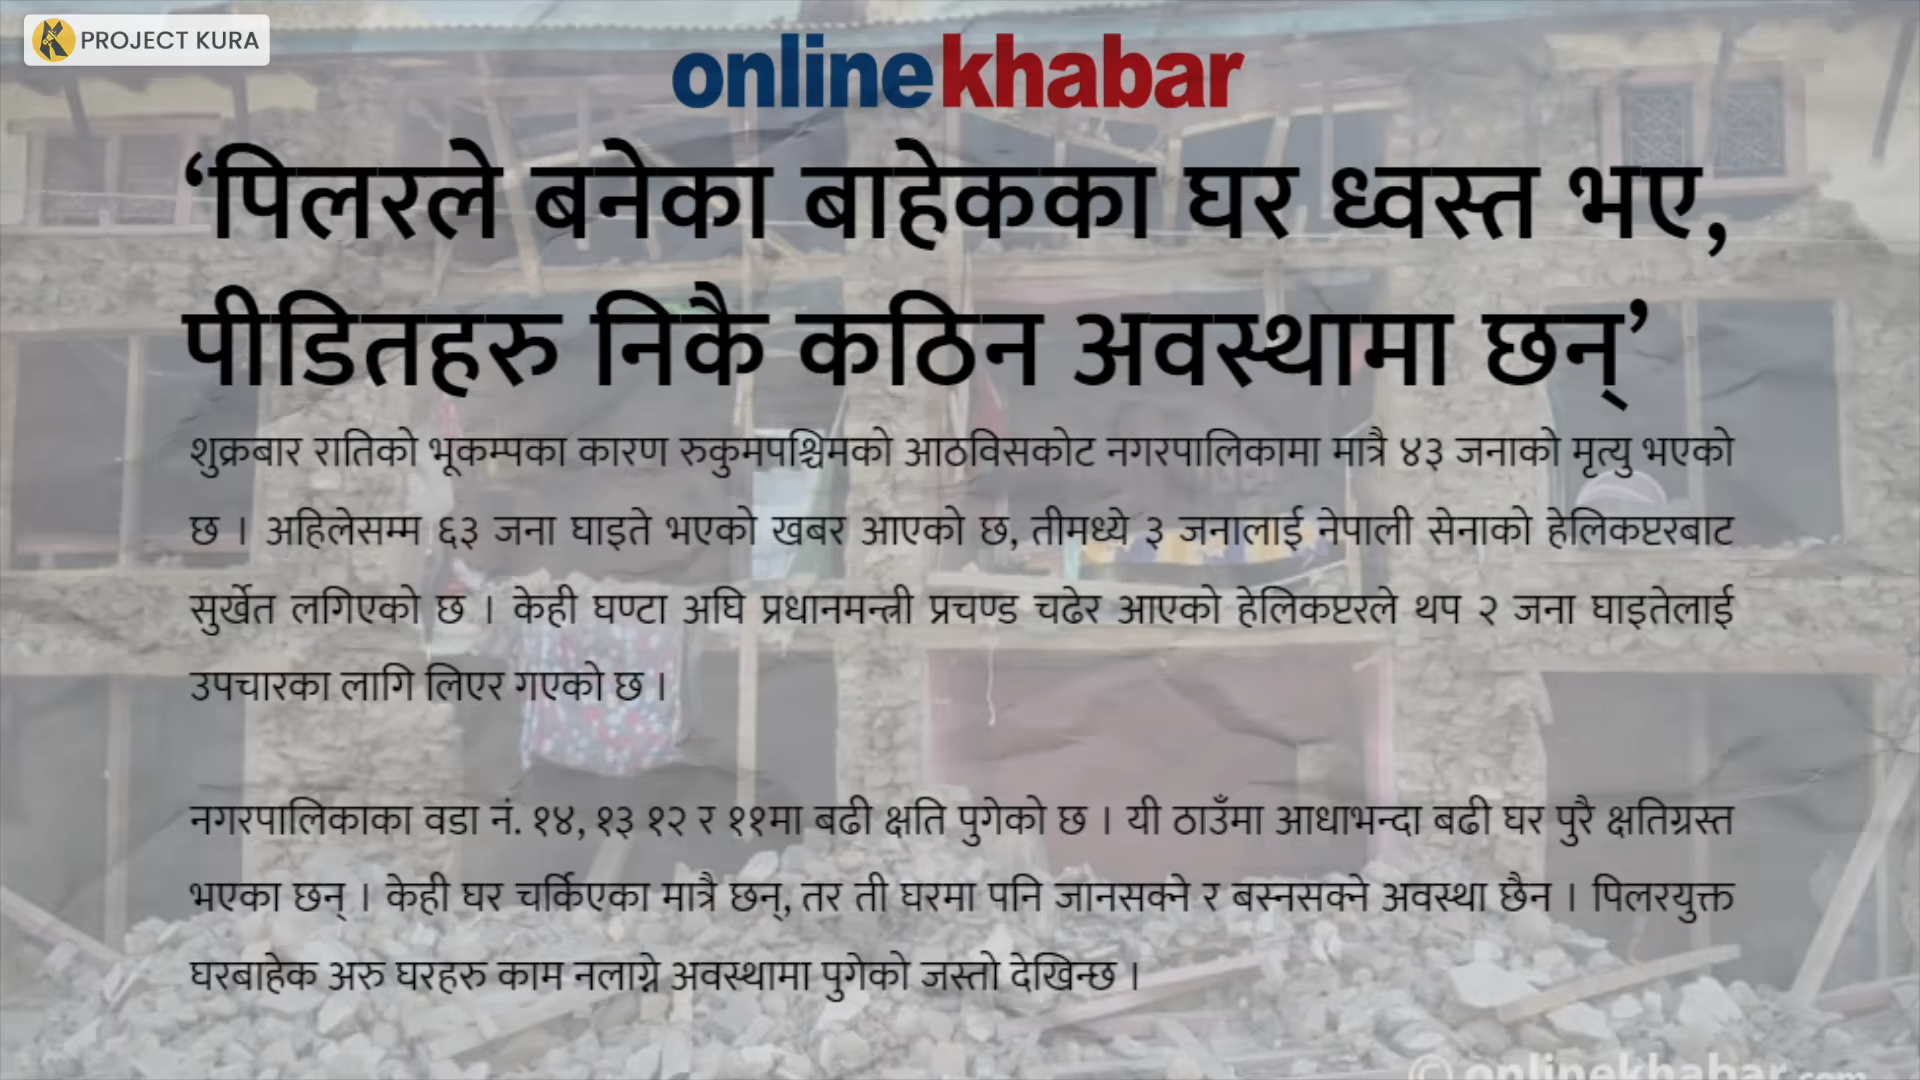 PROJECT KURA
onlinekhabar
‘पिलरले बनेका बाहेकका घर ध्वस्त भए,
पीडितहरु निकै कठिन अवस्थामा छन्’
शुक्रबार रातिको भूकम्पका कारण रुकुमपश्चिमको आठविसकोट नगरपालिकामा मात्रै ४३ जनाको मृत्यु भएको
छ । अहिलेसम्म ६३ जना घाइते भएको खबर आएको छ, तीमध्ये ३ जनालाई नेपाली सेनाको हेलिकप्टरबाट
सुर्खेत लगिएको छ । केही घण्टा अघि प्रधानमन्त्री प्रचण्ड चढेर आएको हेलिकप्टरले थप २ जना घाइतेलाई
उपचारका लागि लिएर गएको छ ।
नगरपालिकाका वडा नं. १४, १३ १२ र ११मा बढी क्षति पुगेको छ । यी ठाउँमा आधाभन्दा बढी घर पुरै क्षतिग्रस्त
भएका छन् । केही घर चर्किएका मात्रै छन्, तर ती घरमा पनि जानसक्ने र बस्नसक्ने अवस्था छैन । पिलरयुक्त
घरबाहेक अरु घरहरु काम नलाग्ने अवस्थामा पुगेको जस्तो देखिन्छ ।
© onlinekhabar.com